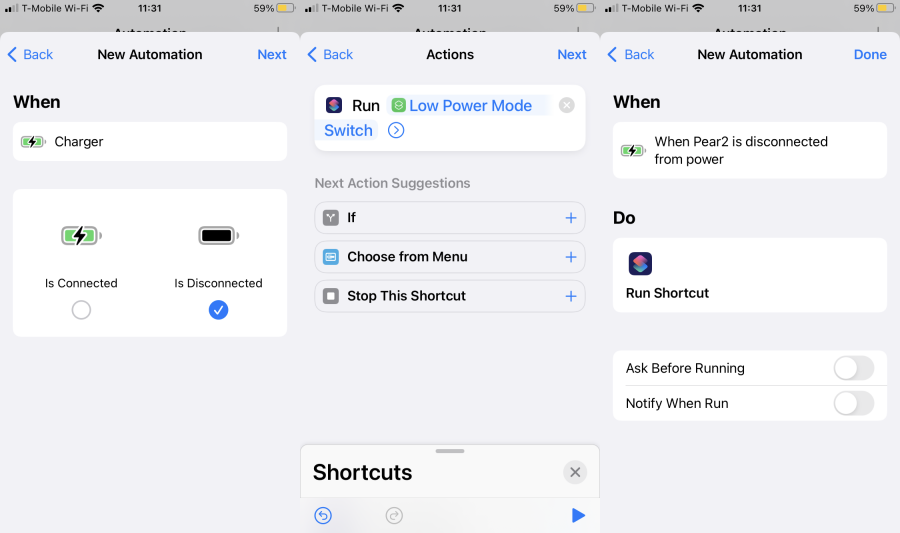 T-Mobile Wi-Fi 11:31 59%
Back New Automation Next
When
Charger
Is Connected Is Disconnected
T-Mobile Wi-Fi 11:31 59%
Back Actions Next
Run Low Power Mode
Switch
Next Action Suggestions
If
Choose from Menu
Stop This Shortcut
Shortcuts
T-Mobile Wi-Fi 11:31 59%
Back New Automation Done
When
When Pear2 is disconnected
from power
Do
Run Shortcut
Ask Before Running
Notify When Run